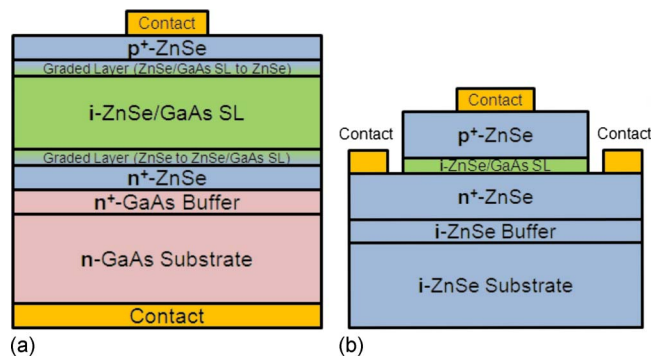 Contact
p+-ZnSe
Graded Layer (ZnSe/GaAs SL to ZnSe)
i-ZnSe/GaAs SL
Graded Layer (ZnSe to ZnSe/GaAs SL)
n+-ZnSe
n+-GaAs Buffer
n-GaAs Substrate
Contact
(a)
Contact
Contact
Contact
p+-ZnSe
i-ZnSe/GaAs SL
n+-ZnSe
i-ZnSe Buffer
i-ZnSe Substrate
(b)